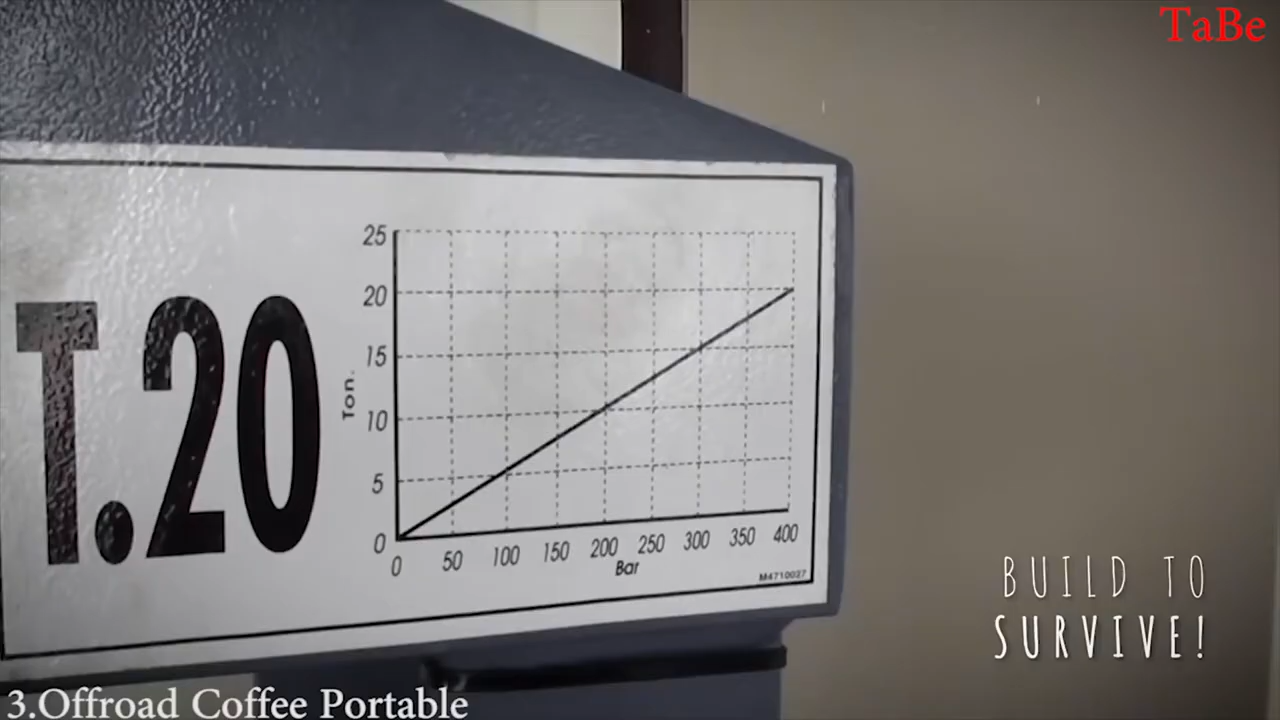 TaBe
T.20
25
20
15
10
5
0
Ton.
0 50 100 150 200 250 300 350 400
Bar
M4710027
BUILD TO
SURVIVE!
3.Offroad Coffee Portable